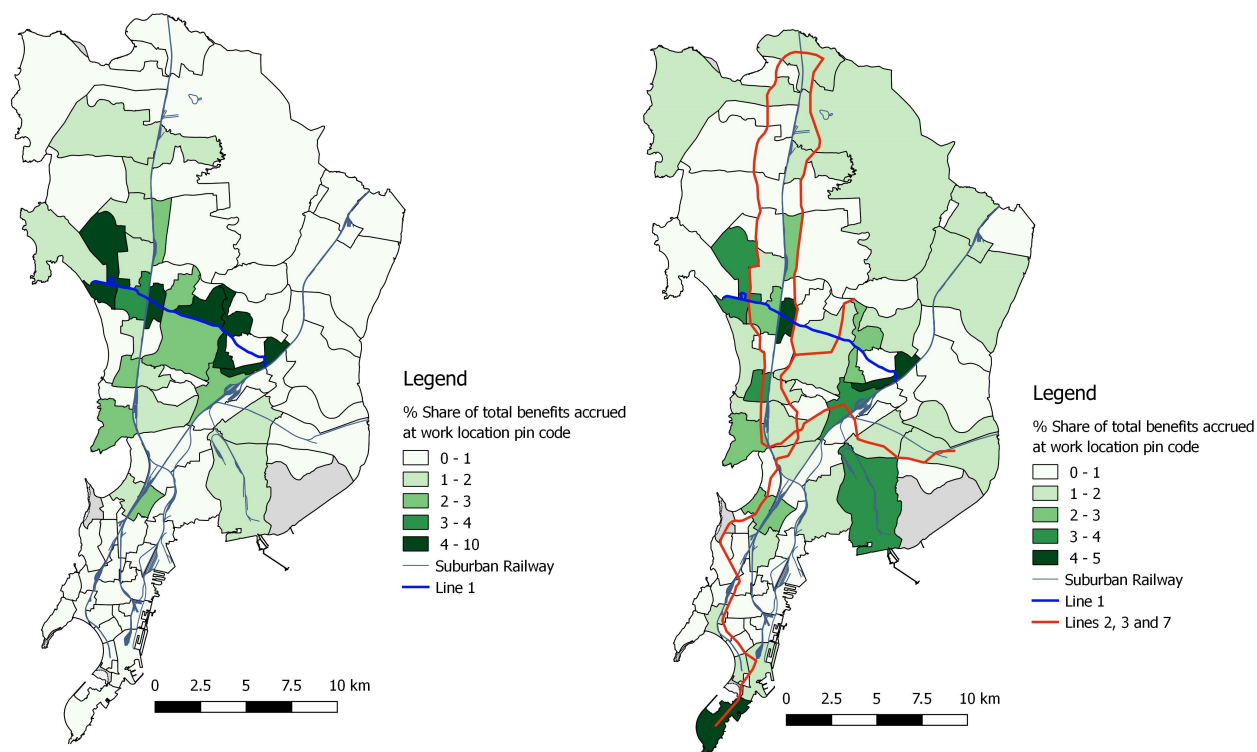 Legend
% Share of total benefits accrued
at work location pin code
0 - 1
1 - 2
2 - 3
3 - 4
4 - 10
Suburban Railway
Line 1
0 2.5 5 7.5 10 km
Legend
% Share of total benefits accrued
at work location pin code
0 - 1
1 - 2
2 - 3
3 - 4
4 - 5
Suburban Railway
Line 1
Lines 2, 3 and 7
0 2.5 5 7.5 10 km